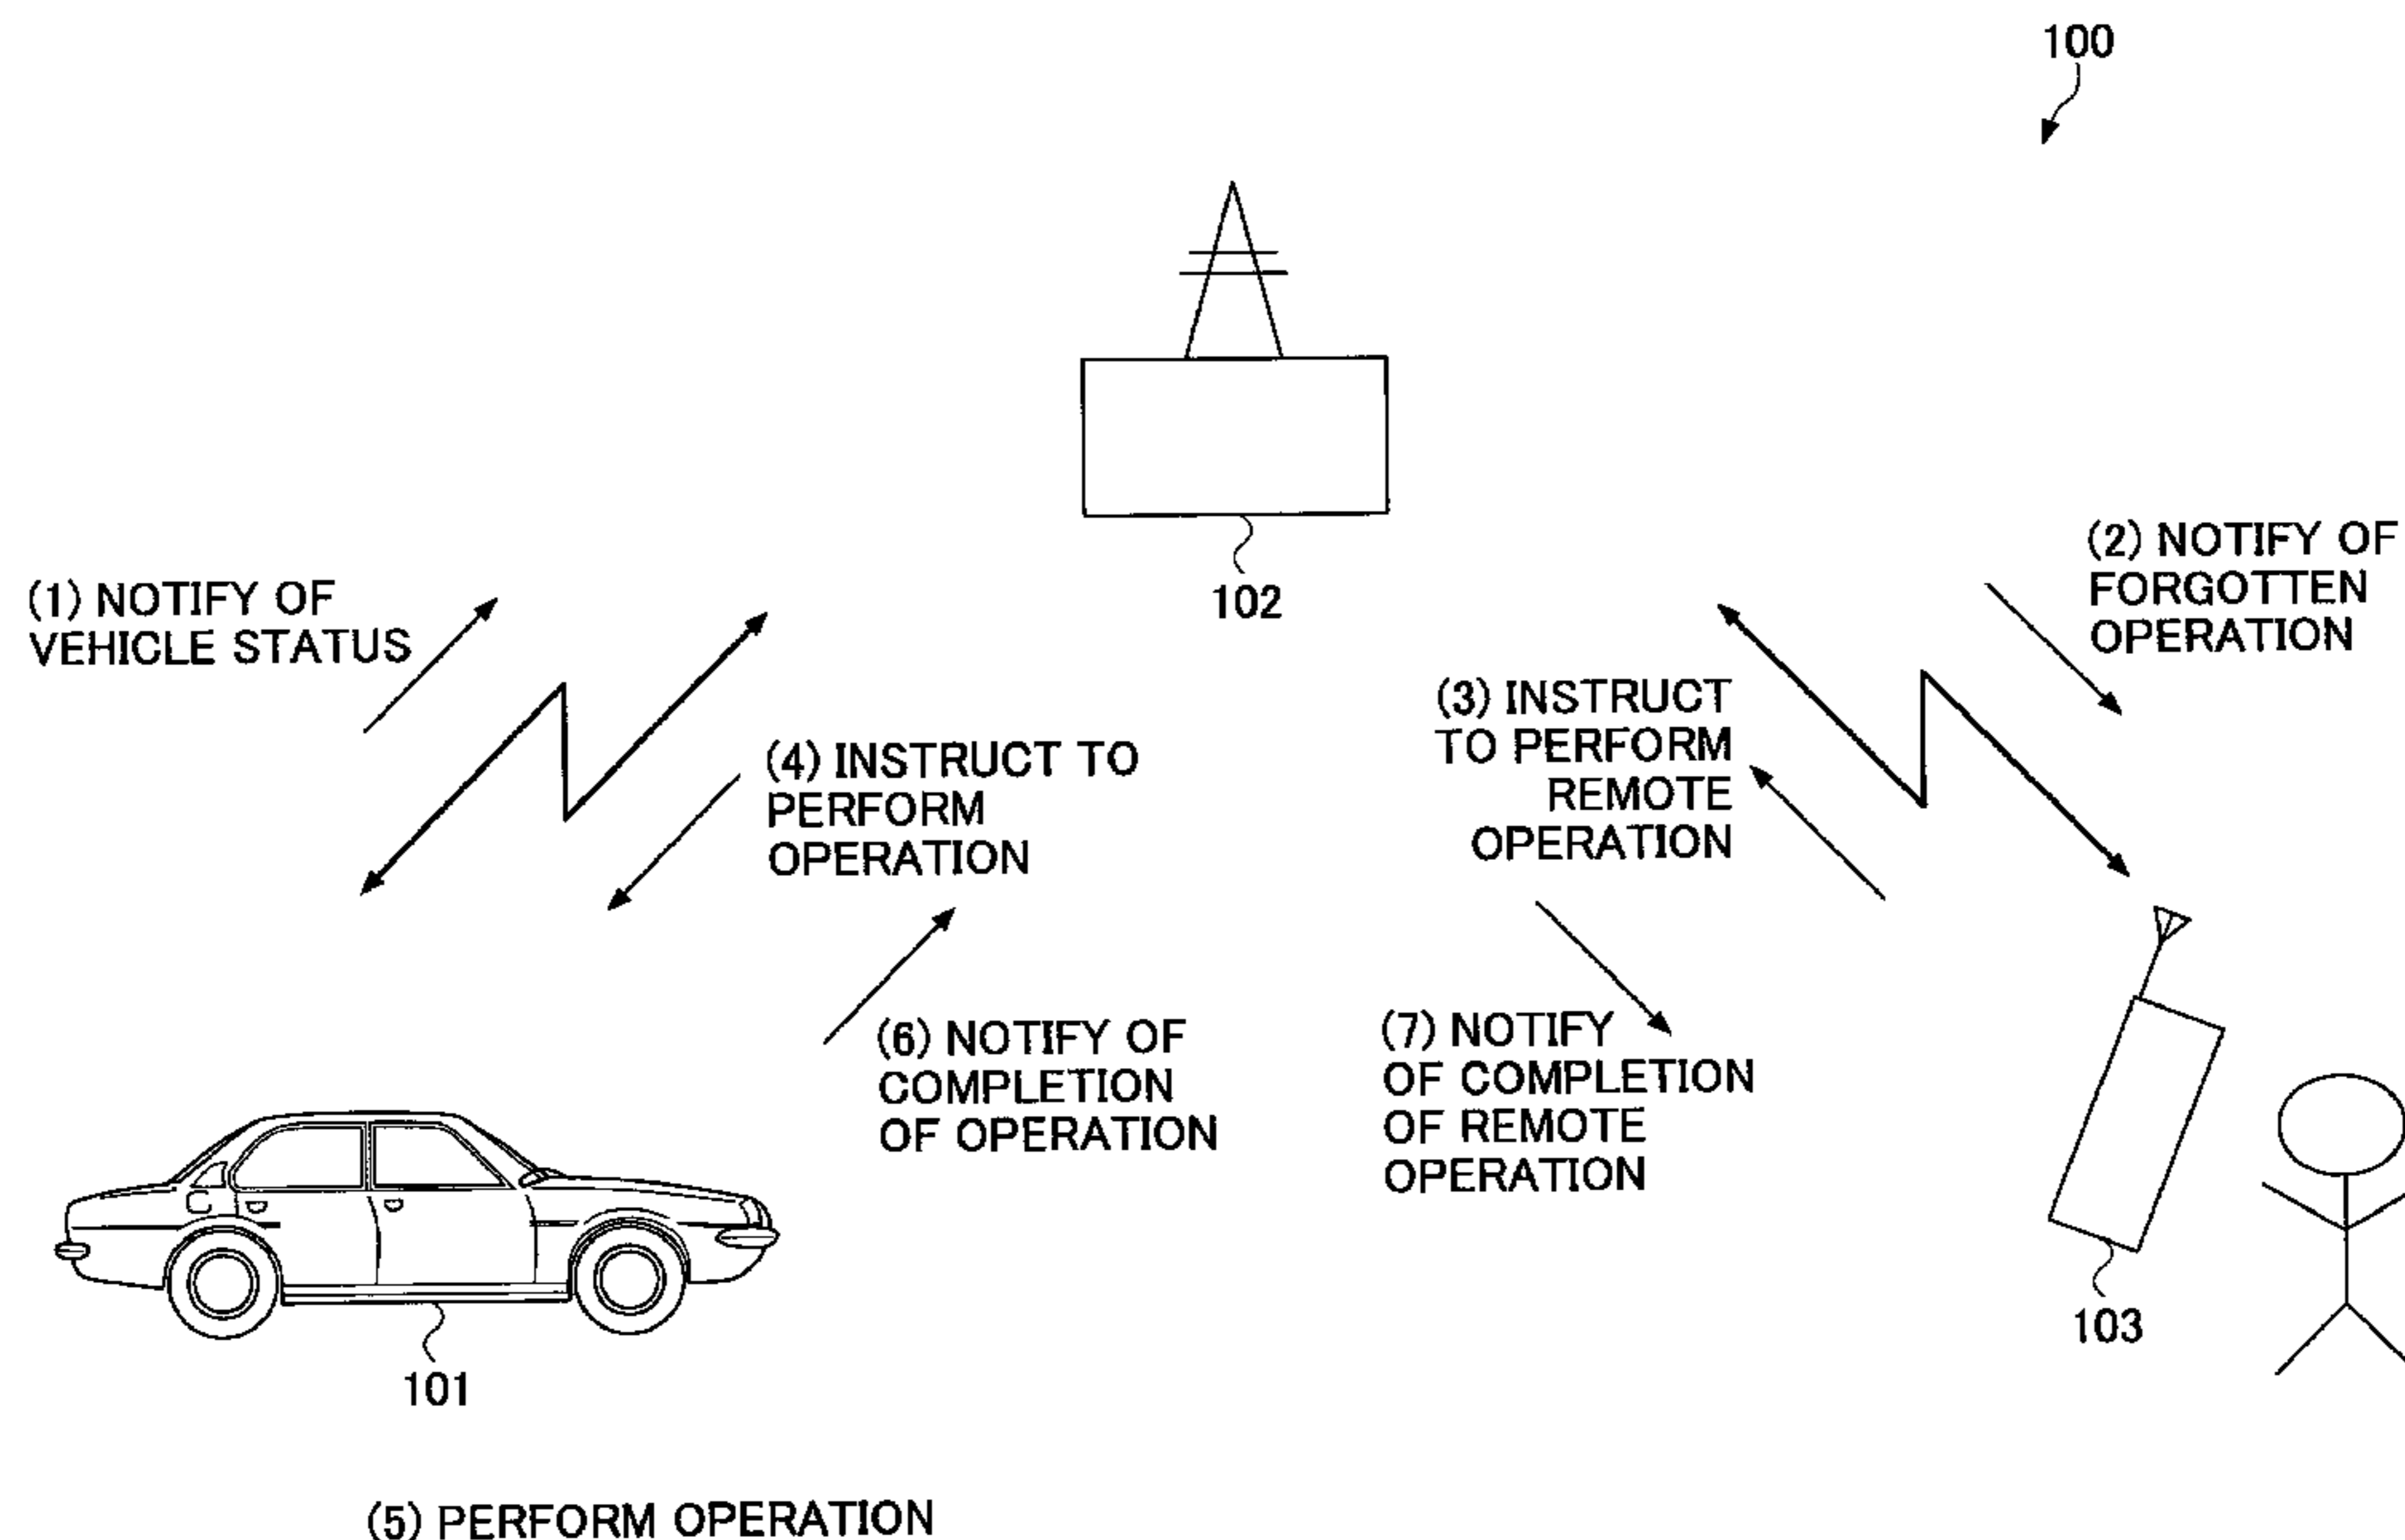 100
102
(1) NOTIFY OF
VEHICLE STATUS
(2) NOTIFY OF
FORGOTTEN
OPERATION
(3) INSTRUCT
TO PERFORM
REMOTE
OPERATION
(4) INSTRUCT TO
PERFORM
OPERATION
(6) NOTIFY OF
COMPLETION
OF OPERATION
(7) NOTIFY
OF COMPLETION
OF REMOTE
OPERATION
103
101
(5) PERFORM OPERATION